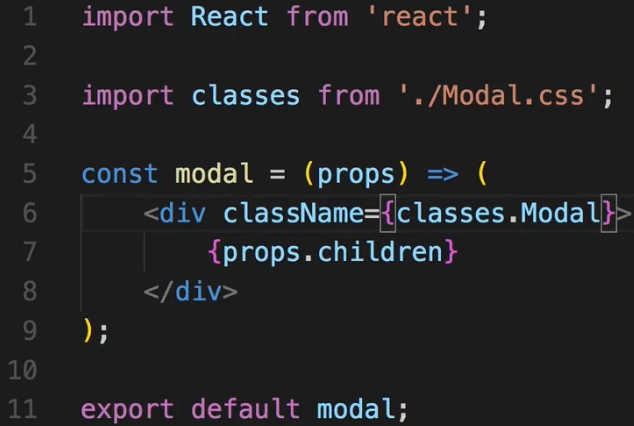 1 import React from 'react';
2
3 import classes from './Modal.css';
4
5 const modal = (props) => (
6 <div className={classes.Modal}>
7 {props.children}
8 </div>
9 );
10
11 export default modal;